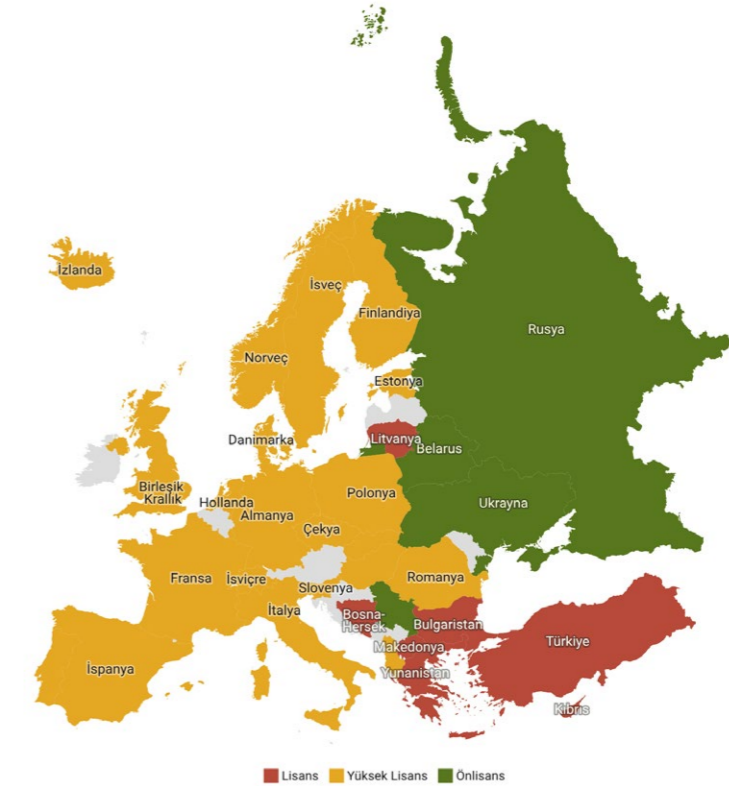 İzlanda
İsveç
Finlandiya
Rusya
Norveç
Estonya
Danimarka
Litvanya
Belarus
Birleşik
Krallık
Hollanda
Almanya
Polonya
Ukrayna
Çekya
Fransa
İsviçre
Slovenya
Romanya
İtalya
Bosna-
Hersek
Bulgaristan
Türkiye
Makedonya
İspanya
Yunanistan
Kıbrıs
Lisans
Yüksek Lisans
Önlisans